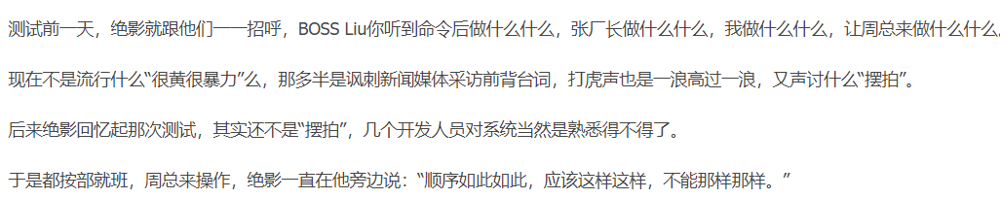 测试前一天，绝影就跟他们一一招呼，BOSS Liu你听到命令后做什么什么，张厂长做什么什么，我做什么什么，让周总来做什么什么。
现在不是流行什么“很黄很暴力”么，那多半是讽刺新闻媒体采访前背台词，打虎声也是一浪高过一浪，又声讨什么“摆拍”。
后来绝影回忆起那次测试，其实还不是“摆拍”，几个开发人员对系统当然是熟悉得不得了。
于是都按部就班，周总来操作，绝影一直在他旁边说：“顺序如此如此，应该这样这样，不能那样那样。”